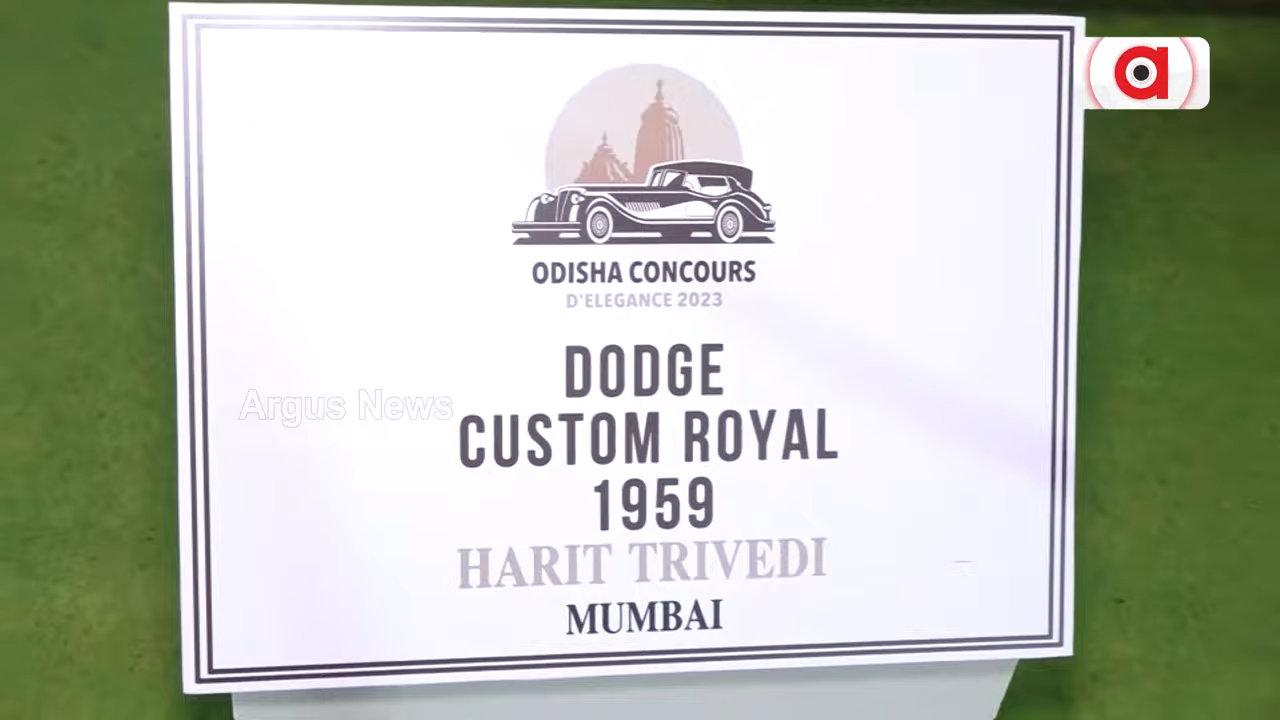 a
ODISHA CONCOURS
D'ELEGANCE 2023
DODGE
Argus News
CUSTOM ROYAL
1959
HARIT TRIVEDI
MUMBAI